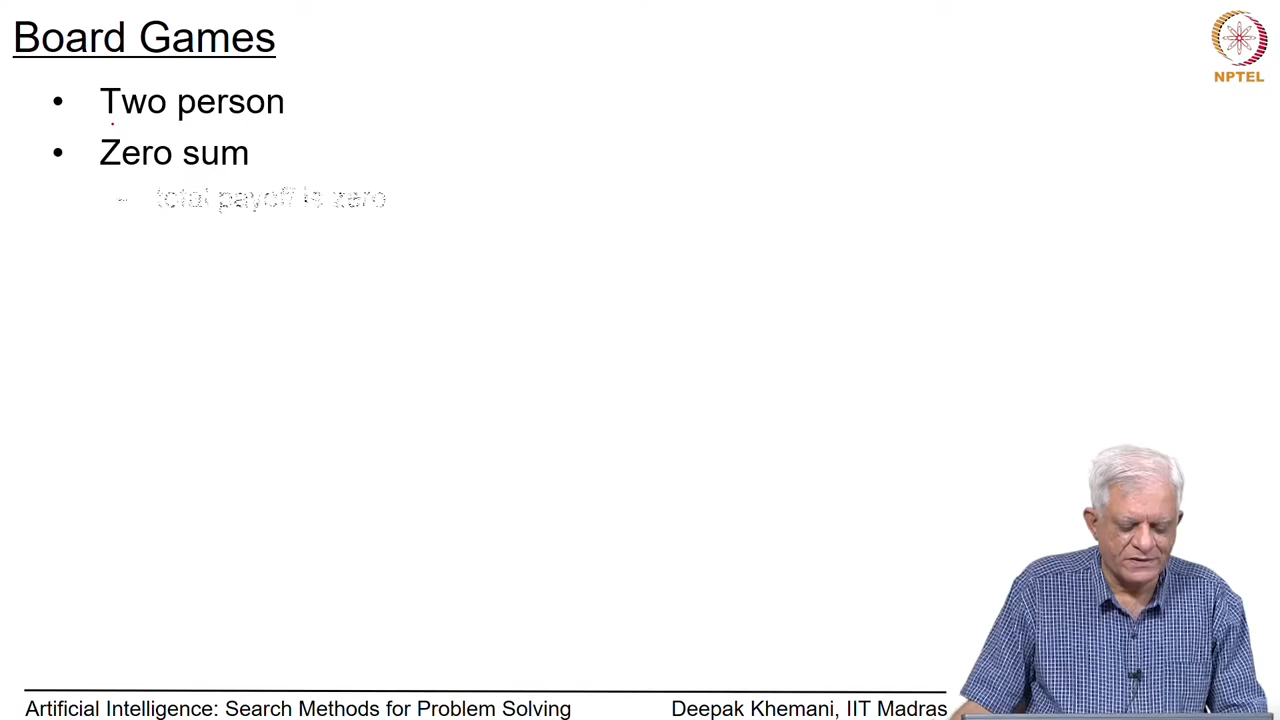 Board Games
NPTEL
• Two person
• Zero sum
- total payoff is zero
Artificial Intelligence: Search Methods for Problem Solving
Deepak Khemani, IIT Madras